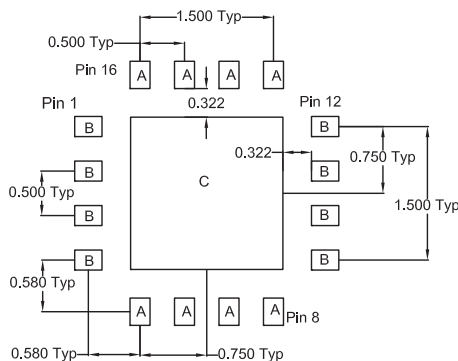 1.500 Typ
0.500 Typ
Pin 16
A A A A
0.322
Pin 1
Pin 12
B
B
0.322
B
B
0.750 Typ
C
0.500 Typ
B
B
1.500 Typ
B
B
0.580 Typ
A A A A
Pin 8
0.580 Typ
0.750 Typ